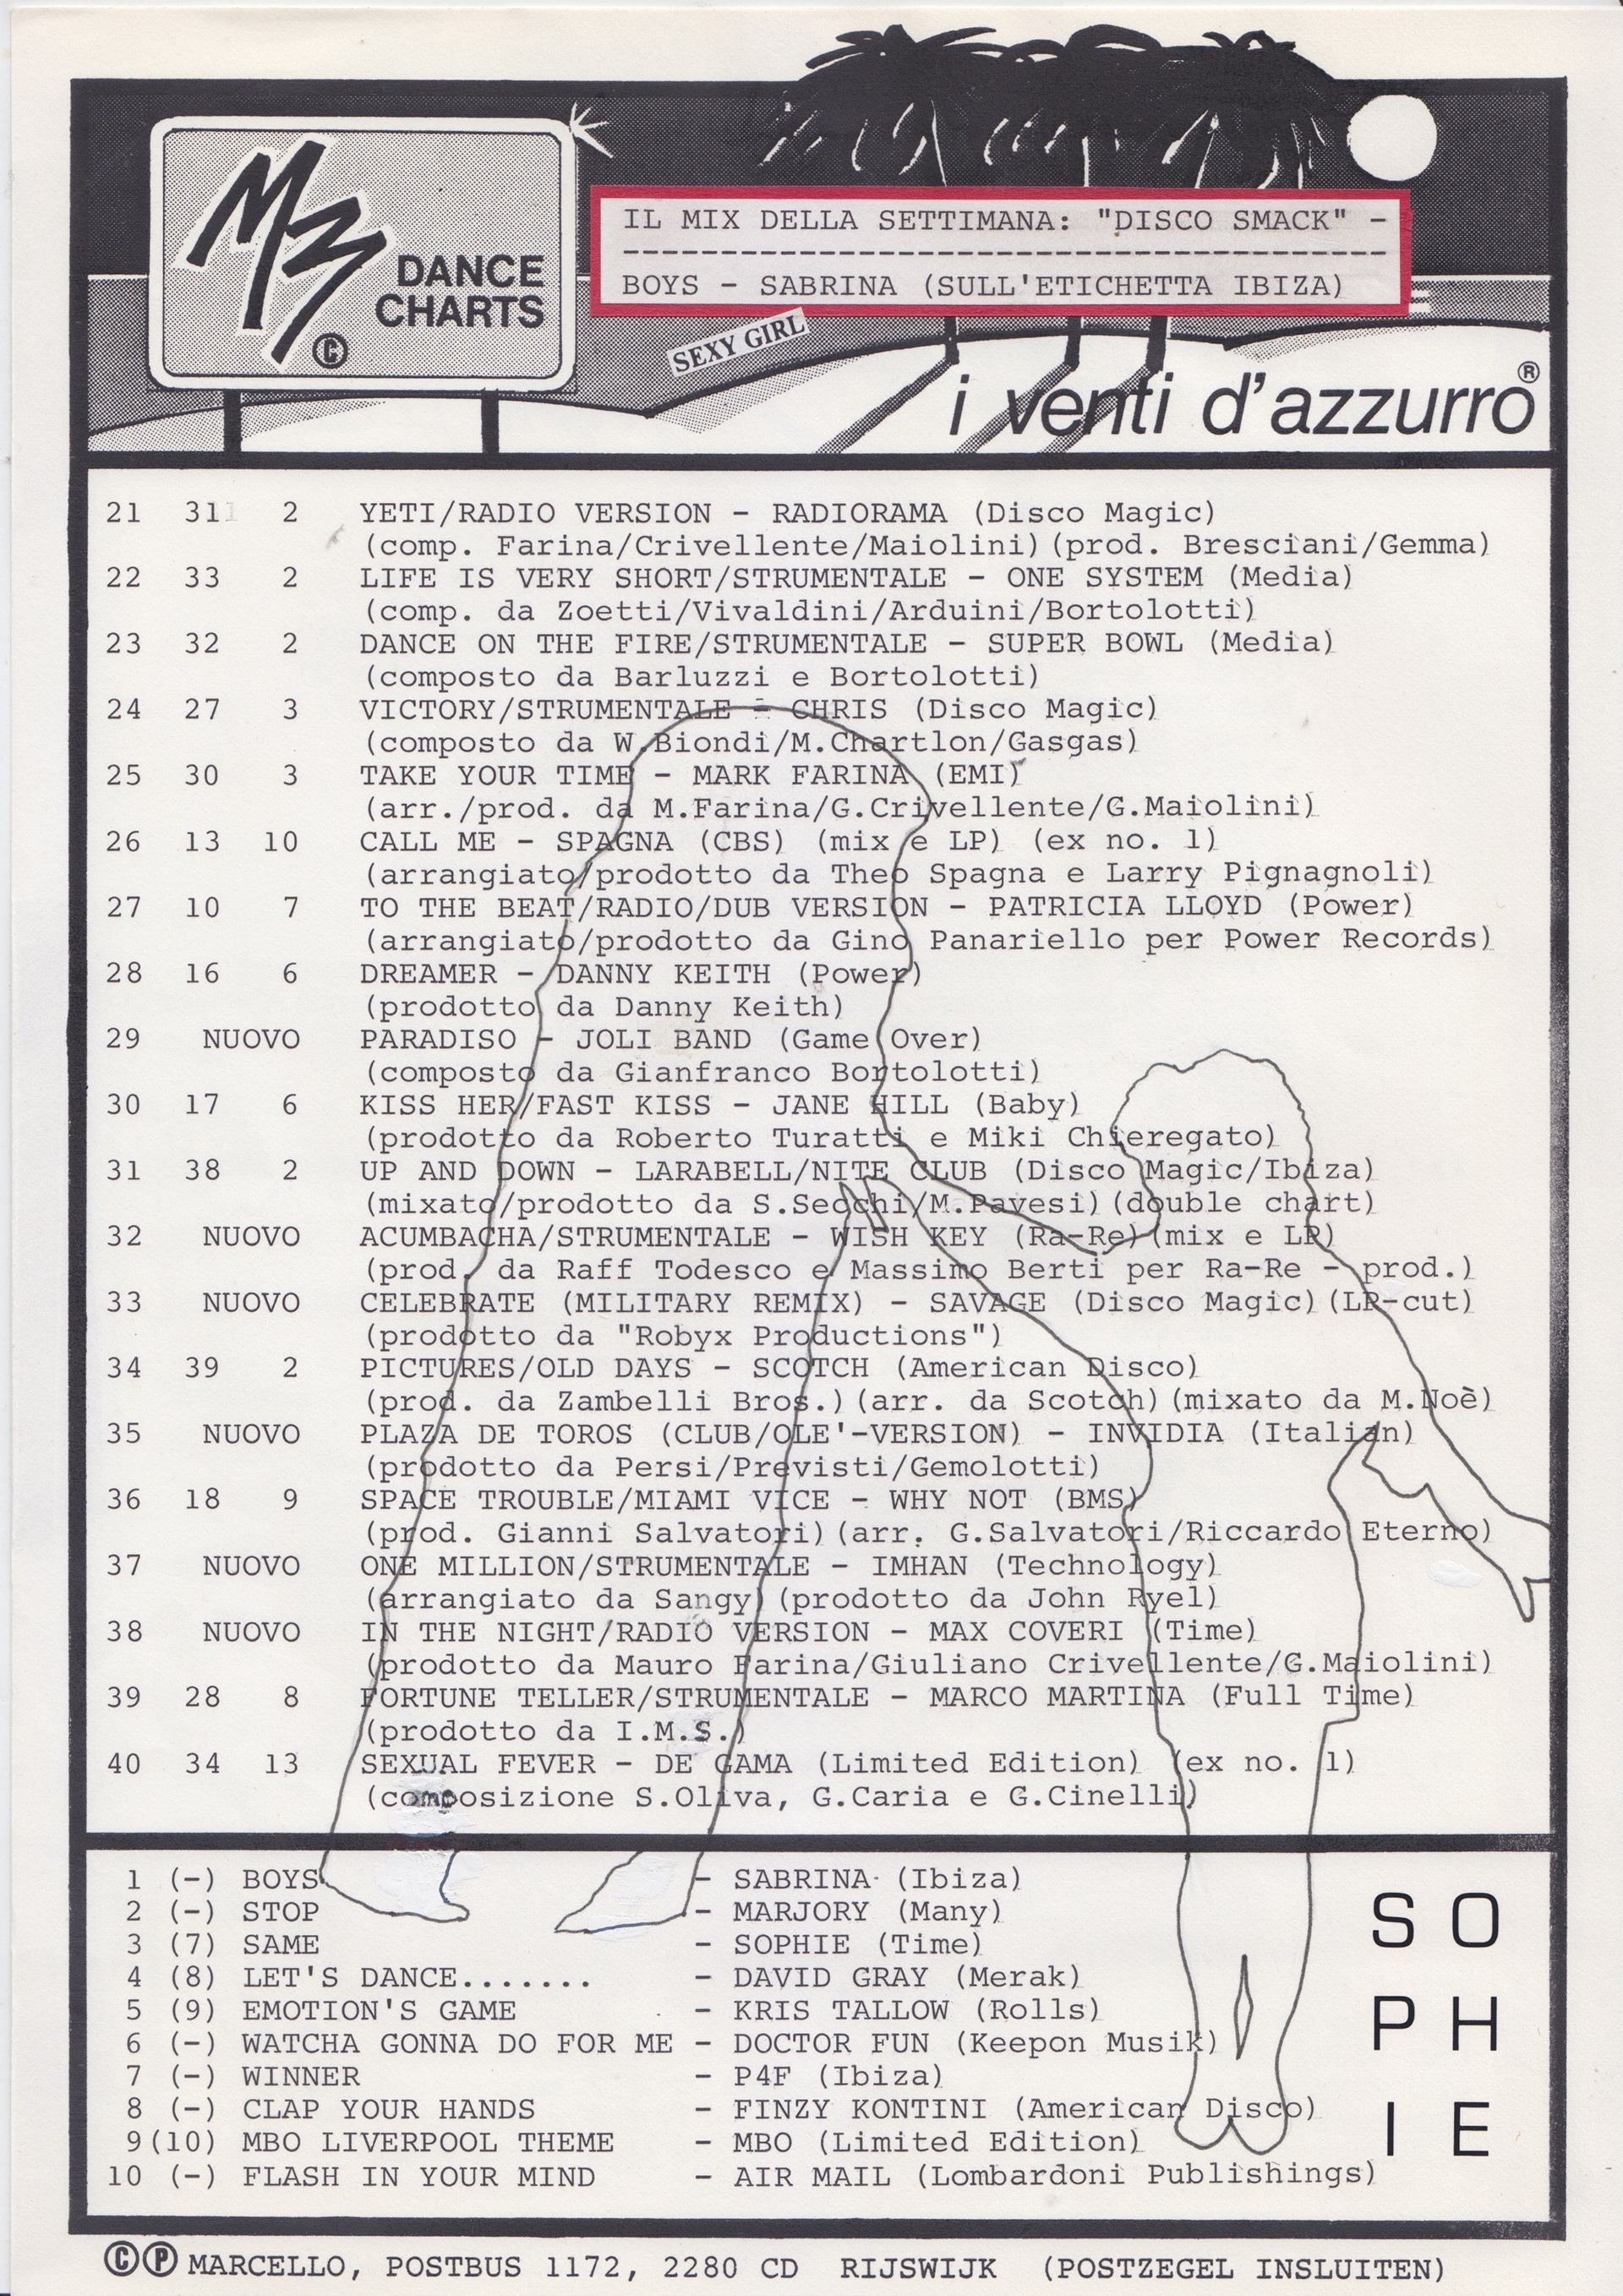 M3
DANCE
CHARTS
©
IL MIX DELLA SETTIMANA: "DISCO SMACK" -
---------------------------------------
BOYS - SABRINA (SULL'ETICHETTA IBIZA)
SEXY GIRL
i venti d'azzurro®
21 31 2 YETI/RADIO VERSION - RADIORAMA (Disco Magic)
(comp. Farina/Crivellente/Maiolini)(prod. Bresciani/Gemma)
22 33 2 LIFE IS VERY SHORT/STRUMENTALE - ONE SYSTEM (Media)
(comp. da Zoetti/Vivaldini/Arduini/Bortolotti)
23 32 2 DANCE ON THE FIRE/STRUMENTALE - SUPER BOWL (Media)
(composto da Barluzzi e Bortolotti)
24 27 3 VICTORY/STRUMENTALE - CHRIS (Disco Magic)
(composto da W.Biondi/M.Chartlon/Gasgas)
25 30 3 TAKE YOUR TIME - MARK FARINA (EMI)
(arr./prod. da M.Farina/G.Crivellente/G.Maiolini)
26 13 10 CALL ME - SPAGNA (CBS) (mix e LP) (ex no. 1)
(arrangiato/prodotto da Theo Spagna e Larry Pignagnoli)
27 10 7 TO THE BEAT/RADIO/DUB VERSION - PATRICIA LLOYD (Power)
(arrangiato/prodotto da Gino Panariello per Power Records)
28 16 6 DREAMER - DANNY KEITH (Power)
(prodotto da Danny Keith)
29 NUOVO PARADISO - JOLI BAND (Game Over)
(composto da Gianfranco Bortolotti)
30 17 6 KISS HER/FAST KISS - JANE HILL (Baby)
(prodotto da Roberto Turatti e Miki Chieregato)
31 38 2 UP AND DOWN - LARABELL/NITE CLUB (Disco Magic/Ibiza)
(mixato/prodotto da S.Secchi/M.Pavesi)(double chart)
32 NUOVO ACUMBACHA/STRUMENTALE - WISH KEY (Ra-Re)(mix e LP)
(prod. da Raff Todesco e Massimo Berti per Ra-Re - prod.)
33 NUOVO CELEBRATE (MILITARY REMIX) - SAVAGE (Disco Magic)(LP-cut)
(prodotto da "Robyx Productions")
34 39 2 PICTURES/OLD DAYS - SCOTCH (American Disco)
(prod. da Zambelli Bros.)(arr. da Scotch)(mixato da M.Noè)
35 NUOVO PLAZA DE TOROS (CLUB/OLE'-VERSION) - INVIDIA (Italian)
(prodotto da Persi/Previsti/Gemolotti)
36 18 9 SPACE TROUBLE/MIAMI VICE - WHY NOT (BMS)
(prod. Gianni Salvatori)(arr. G.Salvatori/Riccardo Eterno)
37 NUOVO ONE MILLION/STRUMENTALE - IMHAN (Technology)
(arrangiato da Sangy)(prodotto da John Ryel)
38 NUOVO IN THE NIGHT/RADIO VERSION - MAX COVERI (Time)
(prodotto da Mauro Farina/Giuliano Crivellente/G.Maiolini)
39 28 8 FORTUNE TELLER/STRUMENTALE - MARCO MARTINA (Full Time)
(prodotto da I.M.S.)
40 34 13 SEXUAL FEVER - DE GAMA (Limited Edition) (ex no. 1)
(composizione S.Oliva, G.Caria e G.Cinelli)
1 (-) BOYS - SABRINA (Ibiza)
2 (-) STOP - MARJORY (Many)
3 (7) SAME - SOPHIE (Time)
4 (8) LET'S DANCE....... - DAVID GRAY (Merak)
5 (9) EMOTION'S GAME - KRIS TALLOW (Rolls)
6 (-) WATCHA GONNA DO FOR ME - DOCTOR FUN (Keepon Musik)
7 (-) WINNER - P4F (Ibiza)
8 (-) CLAP YOUR HANDS - FINZY KONTINI (American Disco)
9(10) MBO LIVERPOOL THEME - MBO (Limited Edition)
10 (-) FLASH IN YOUR MIND - AIR MAIL (Lombardoni Publishings)
S O
P H
I E
©Ⓟ MARCELLO, POSTBUS 1172, 2280 CD RIJSWIJK (POSTZEGEL INSLUITEN)